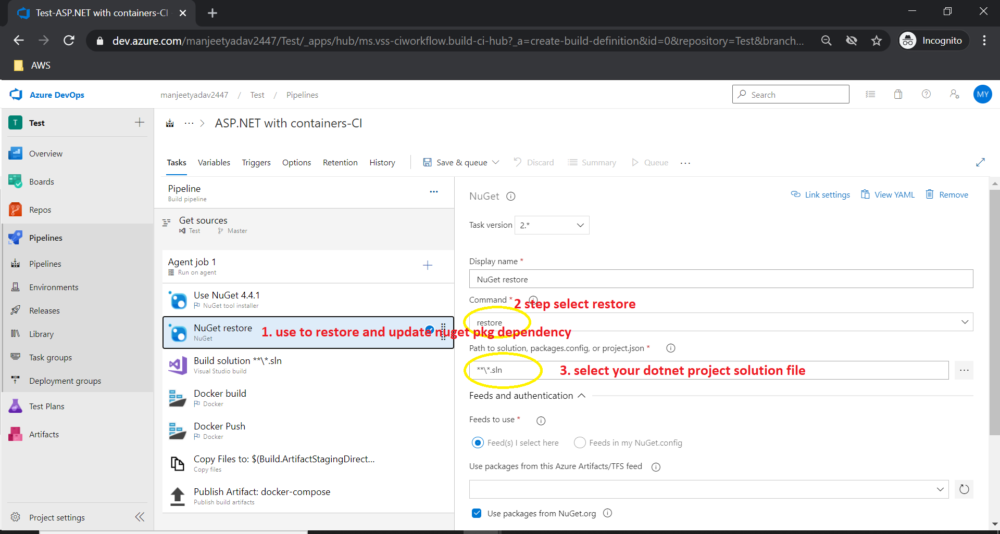 Test-ASP.NET with containers-CI
dev.azure.com/manjeetyadav2447/Test/_apps/hub/ms.vss-ciworkflow.build-ci-hub?_a=create-build-definition&id=0&repository=Test&branch...
Incognito
AWS
Azure DevOps
manjeetyadav2447 / Test / Pipelines
Search
MY
T
Test
ASP.NET with containers-CI
Overview
Boards
Repos
Pipelines
Pipelines
Environments
Releases
Library
Task groups
Deployment groups
Test Plans
Artifacts
Project settings
Tasks
Variables
Triggers
Options
Retention
History
Save & queue
Discard
Summary
Queue
Pipeline
Build pipeline
Get sources
Test
Master
Agent job 1
Run on agent
Use NuGet 4.4.1
NuGet tool installer
NuGet restore
NuGet
1. use to restore and update nuget pkg dependency
Build solution **\*.sln
Visual Studio build
Docker build
Docker
Docker Push
Docker
Copy Files to: $(Build.ArtifactStagingDirect...
Copy files
Publish Artifact: docker-compose
Publish build artifacts
NuGet
Link settings
View YAML
Remove
Task version 2.*
Display name *
NuGet restore
Command *
2 step select restore
restore
Path to solution, packages.config, or project.json *
**\*.sln
3. select your dotnet project solution file
Feeds and authentication
Feeds to use *
Feed(s) I select here
Feeds in my NuGet.config
Use packages from this Azure Artifacts/TFS feed
Use packages from NuGet.org